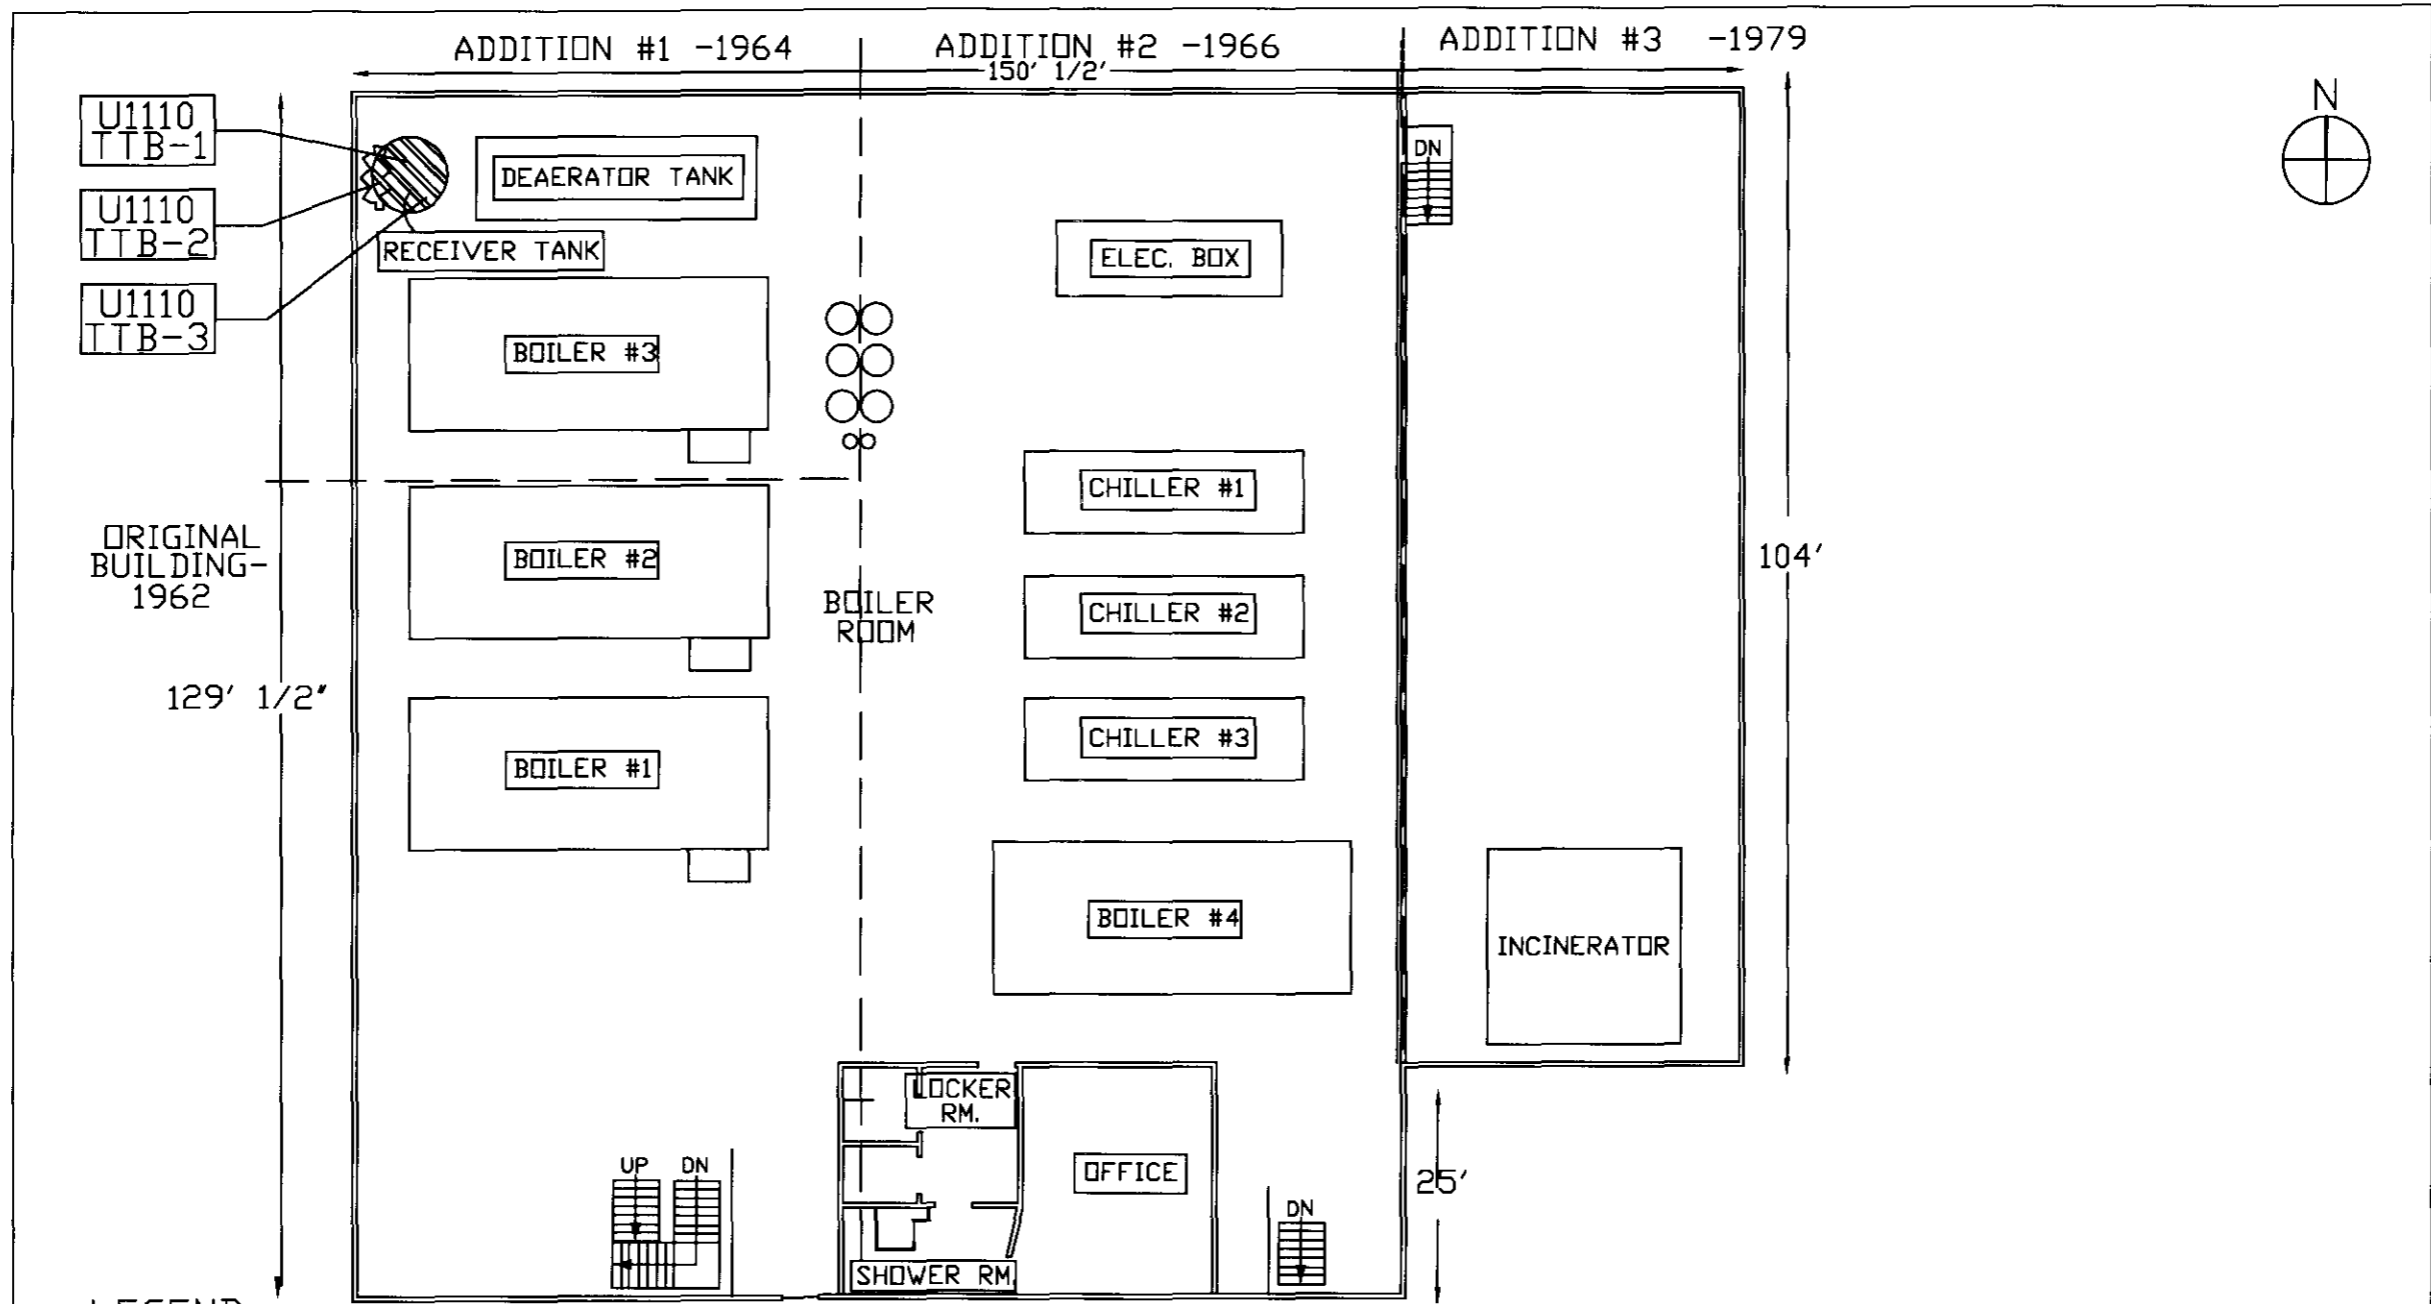 ADDITION #1 -1964
ADDITION #2 -1966
ADDITION #3 -1979
150' 1/2'
N
U1110
TTB-1
U1110
TTB-2
U1110
TTB-3
DEAERATOR TANK
RECEIVER TANK
DN
ELEC. BOX
BOILER #3
CHILLER #1
ORIGINAL
BUILDING-
1962
BOILER #2
BOILER
ROOM
CHILLER #2
104'
129' 1/2"
BOILER #1
CHILLER #3
BOILER #4
INCINERATOR
LOCKER
RM.
OFFICE
25'
UP
DN
DN
SHOWER RM.
LEGEND